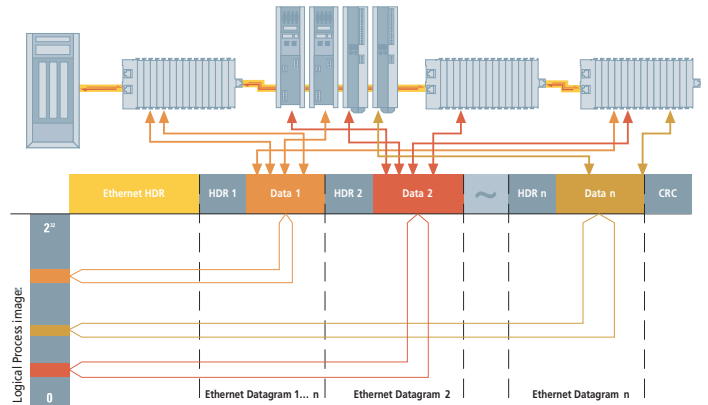 Ethernet HDR HDR 1 Data 1 HDR 2 Data 2 ~ HDR n Data n CRC
2³²
Logical Process image:
0
Ethernet Datagram 1... n Ethernet Datagram 2 Ethernet Datagram n